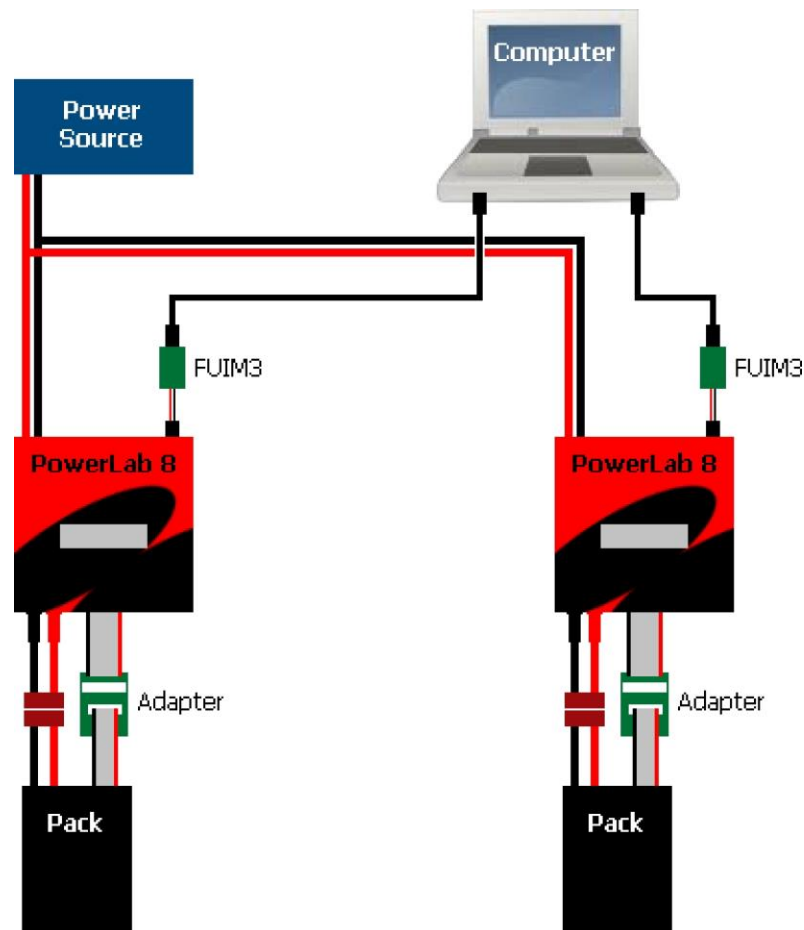 Computer
Power
Source
FUIM3
FUIM3
PowerLab 8
PowerLab 8
Adapter
Adapter
Pack
Pack